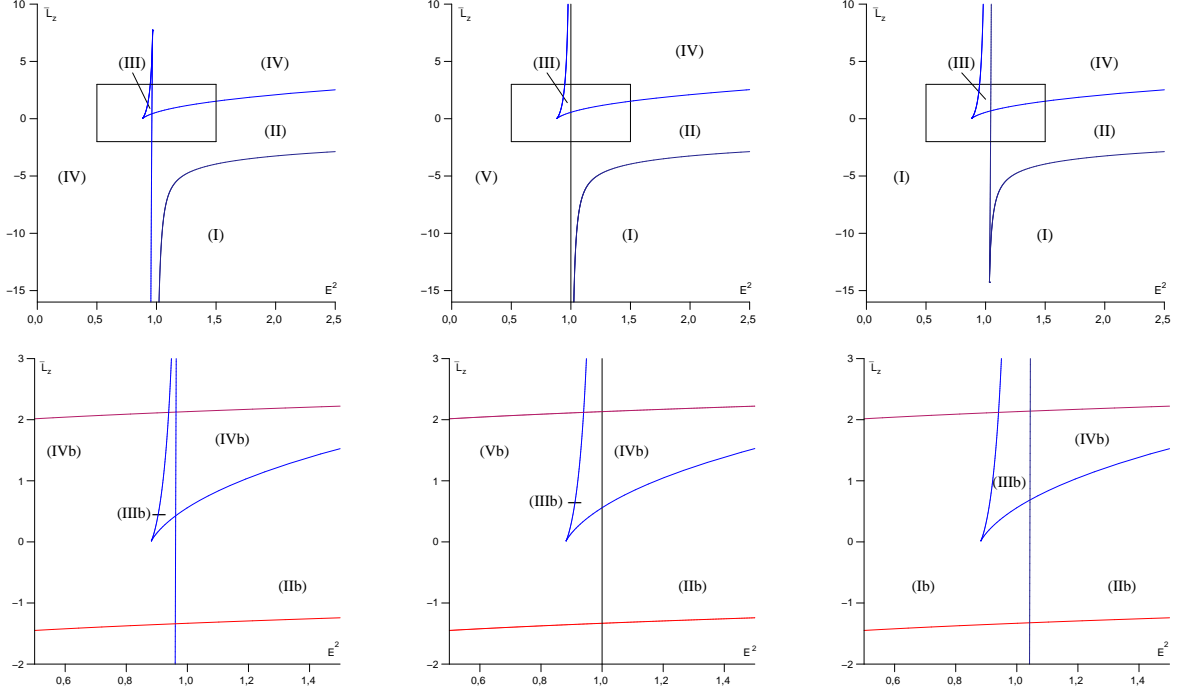 10
5
0
−5
−10
−15
L̄z
(III)
(IV)
(II)
(IV)
(I)
E²
0,0 0,5 1,0 1,5 2,0 2,5
10
5
0
−5
−10
−15
L̄z
(III)
(IV)
(II)
(V)
(I)
E²
0,0 0,5 1,0 1,5 2,0 2,5
10
5
0
−5
−10
−15
L̄z
(III)
(IV)
(II)
(I)
(I)
E²
0,0 0,5 1,0 1,5 2,0 2,5
3
2
1
0
−1
−2
L̄z
(IVb)
(IVb)
(IIIb)
(IIb)
E²
0,6 0,8 1,0 1,2 1,4
3
2
1
0
−1
−2
L̄z
(Vb)
(IVb)
(IIIb)
(IIb)
E²
0,6 0,8 1,0 1,2 1,4
3
2
1
0
−1
−2
L̄z
(IVb)
(IIIb)
(Ib)
(IIb)
E²
0,6 0,8 1,0 1,2 1,4